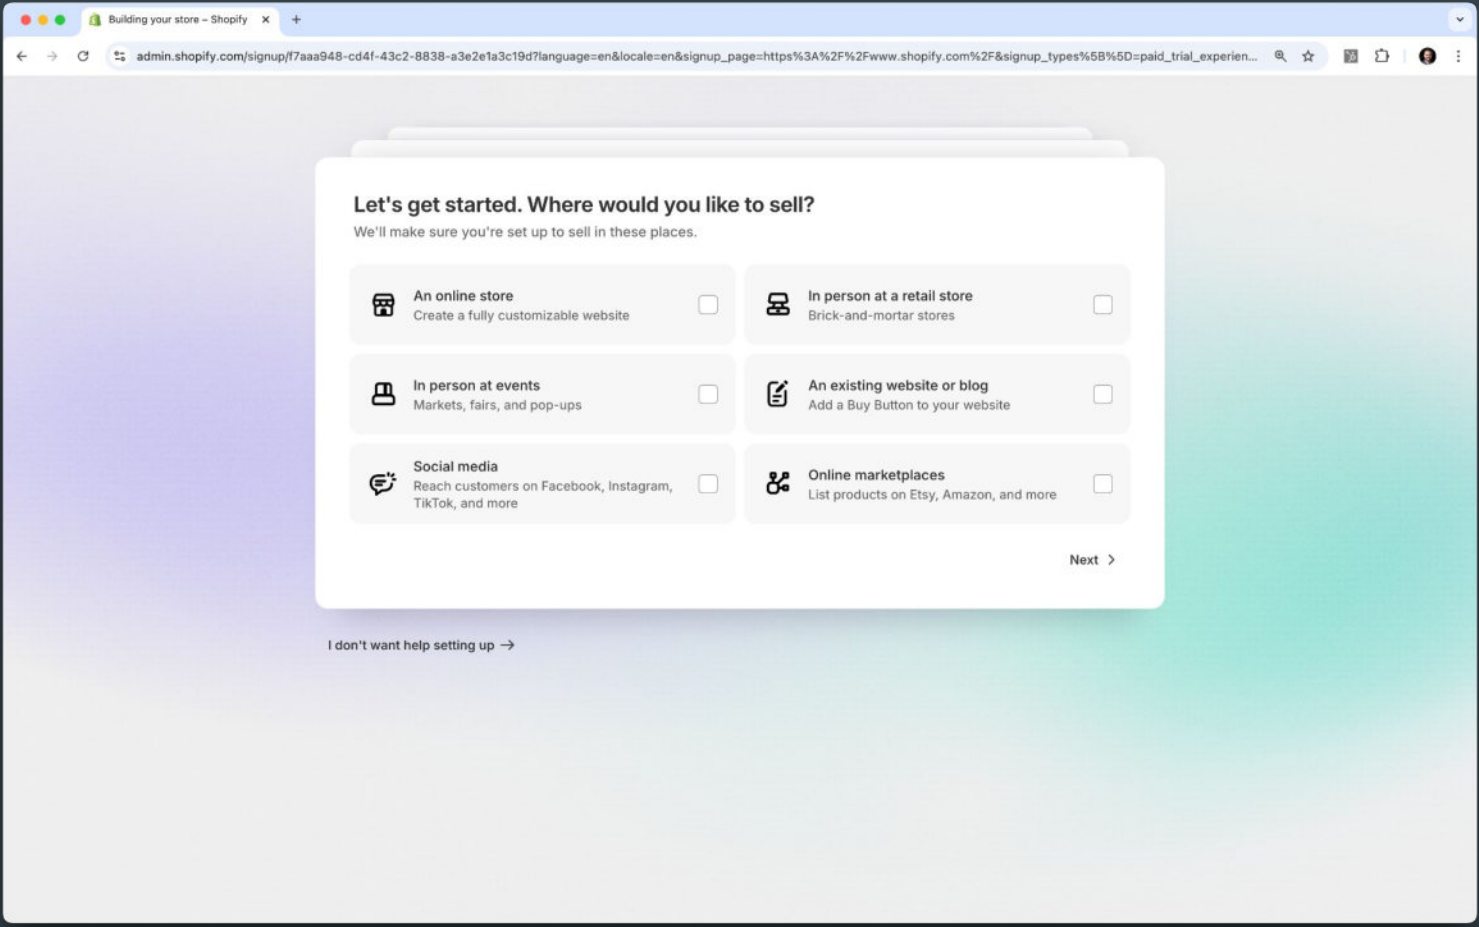 Building your store – Shopify
admin.shopify.com/signup/f7aaa948-cd4f-43c2-8838-a3e2e1a3c19d?language=en&locale=en&signup_page=https%3A%2F%2Fwww.shopify.com%2F&signup_types%5B%5D=paid_trial_experien...
Let's get started. Where would you like to sell?
We'll make sure you're set up to sell in these places.
An online store
Create a fully customizable website
In person at a retail store
Brick-and-mortar stores
In person at events
Markets, fairs, and pop-ups
An existing website or blog
Add a Buy Button to your website
Social media
Reach customers on Facebook, Instagram,
TikTok, and more
Online marketplaces
List products on Etsy, Amazon, and more
Next
I don't want help setting up